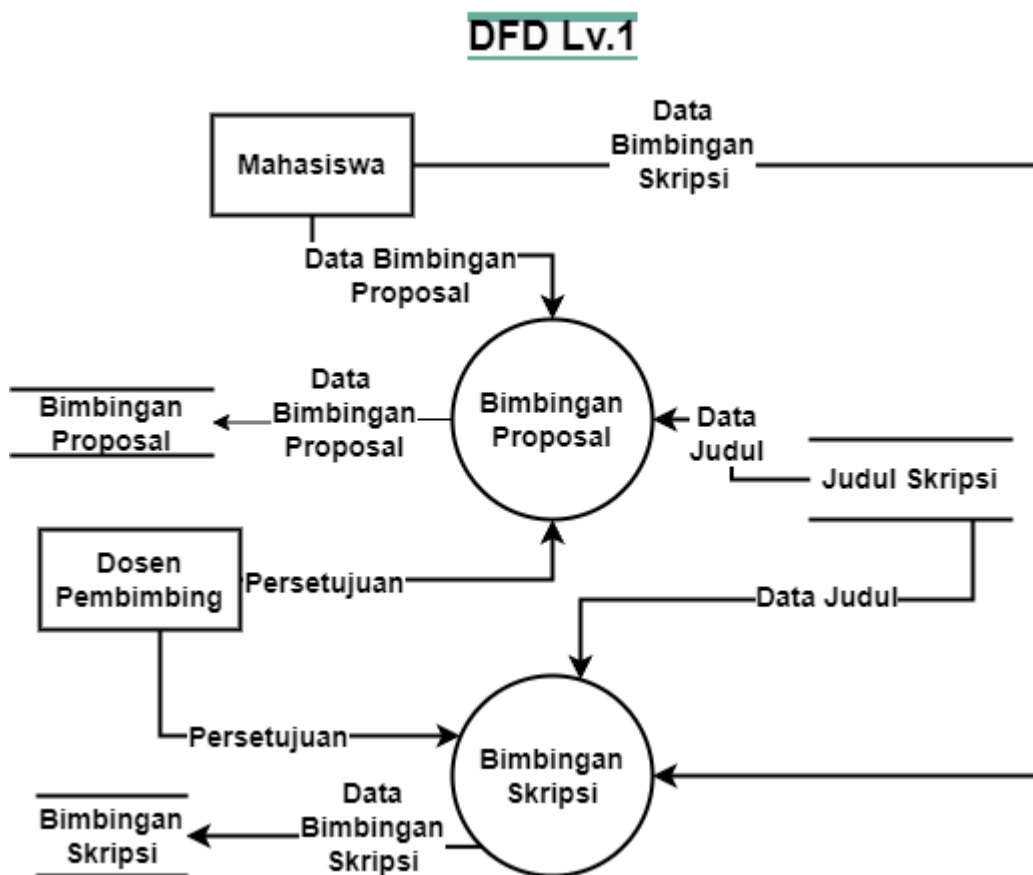 DFD Lv.1
Mahasiswa
Data
Bimbingan
Skripsi
Data Bimbingan
Proposal
Bimbingan
Proposal
Data
Bimbingan
Proposal
Bimbingan
Proposal
Data
Judul
Judul Skripsi
Dosen
Pembimbing
Persetujuan
Data Judul
Persetujuan
Bimbingan
Skripsi
Bimbingan
Skripsi
Data
Bimbingan
Skripsi